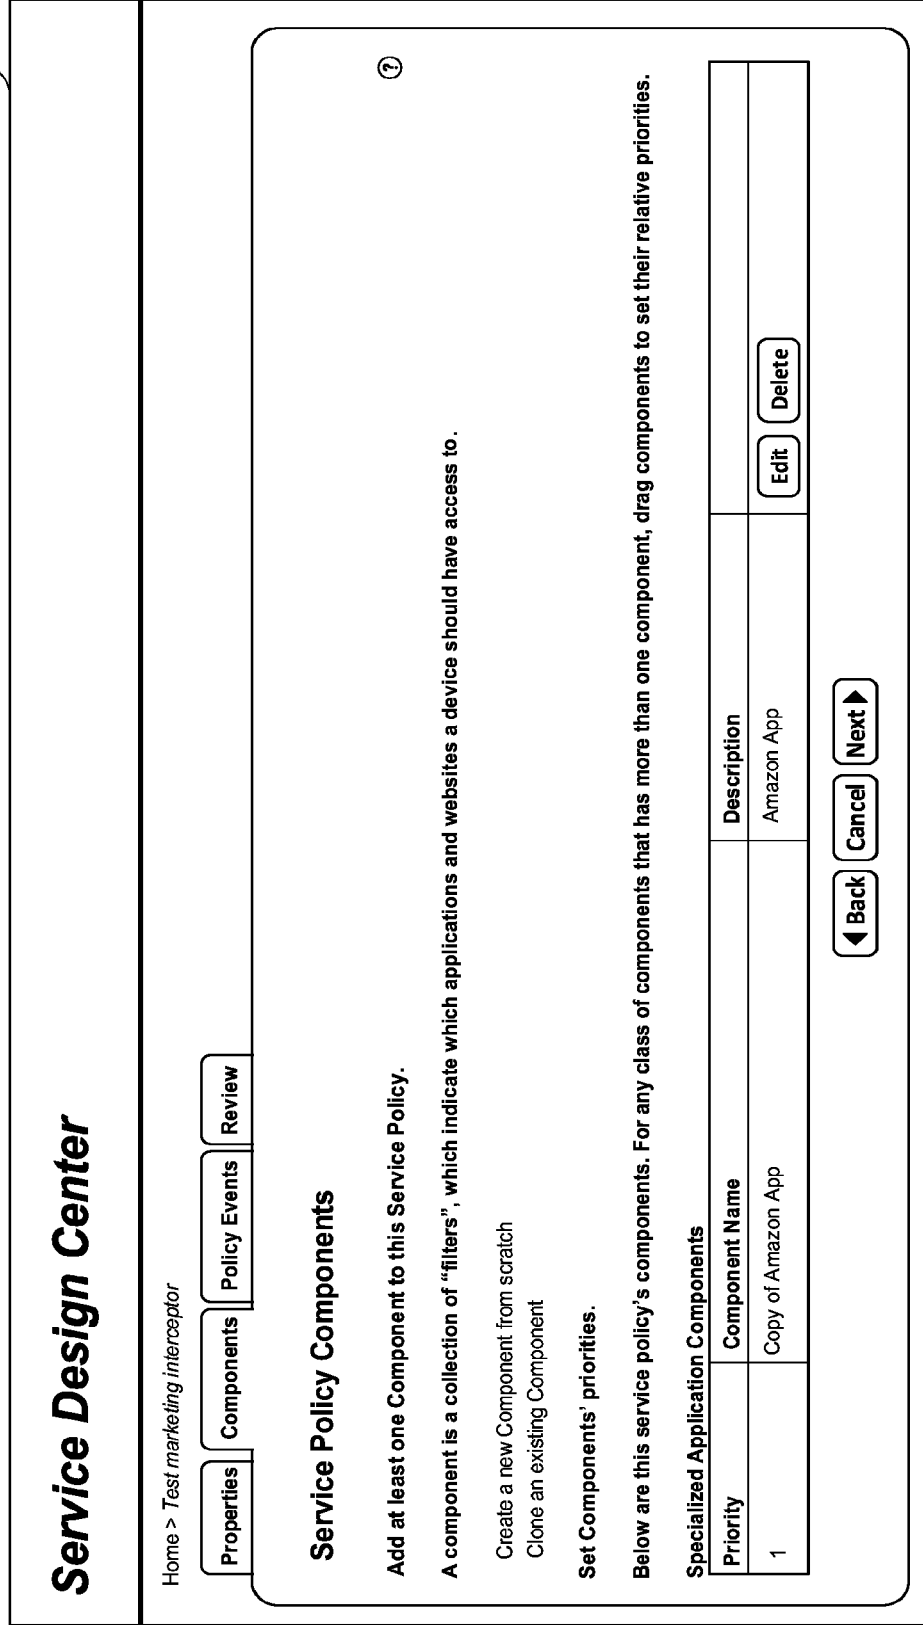 Service Design Center
Home > Test marketing interceptor
Properties Components Policy Events Review
Service Policy Components
Add at least one Component to this Service Policy. ?
A component is a collection of “filters”, which indicate which applications and websites a device should have access to.
Create a new Component from scratch
Clone an existing Component
Set Components’ priorities.
Below are this service policy’s components. For any class of components that has more than one component, drag components to set their relative priorities.
Specialized Application Components
Priority Component Name Description
1 Copy of Amazon App Amazon App Edit Delete
Back Cancel Next